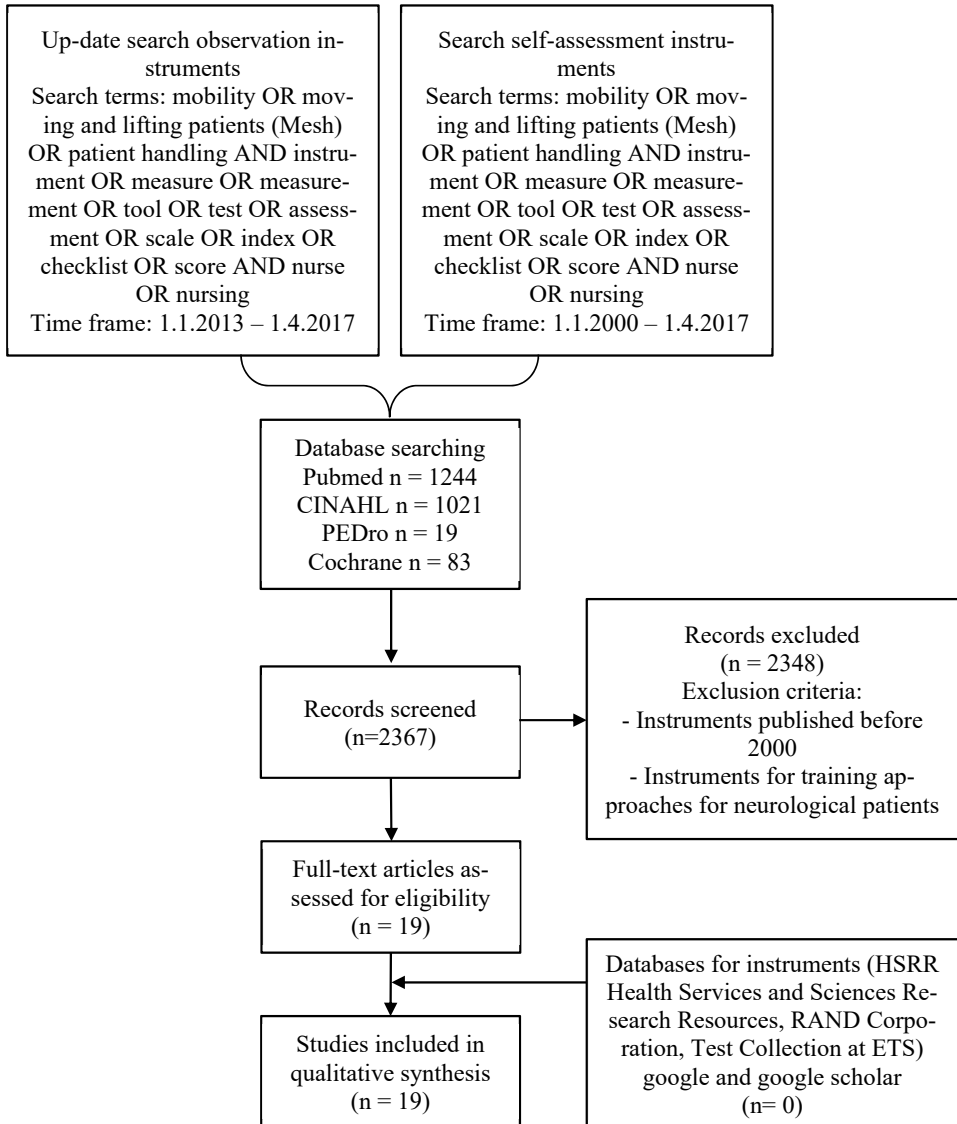 Up-date search observation in-
struments
Search terms: mobility OR mov-
ing and lifting patients (Mesh)
OR patient handling AND instru-
ment OR measure OR measure-
ment OR tool OR test OR assess-
ment OR scale OR index OR
checklist OR score AND nurse
OR nursing
Time frame: 1.1.2013 – 1.4.2017
Search self-assessment instru-
ments
Search terms: mobility OR mov-
ing and lifting patients (Mesh)
OR patient handling AND instru-
ment OR measure OR measure-
ment OR tool OR test OR assess-
ment OR scale OR index OR
checklist OR score AND nurse
OR nursing
Time frame: 1.1.2000 – 1.4.2017
Database searching
Pubmed n = 1244
CINAHL n = 1021
PEDro n = 19
Cochrane n = 83
Records screened
(n=2367)
Records excluded
(n = 2348)
Exclusion criteria:
- Instruments published before
2000
- Instruments for training ap-
proaches for neurological patients
Full-text articles as-
sessed for eligibility
(n = 19)
Databases for instruments (HSRR
Health Services and Sciences Re-
search Resources, RAND Corpo-
ration, Test Collection at ETS)
google and google scholar
(n= 0)
Studies included in
qualitative synthesis
(n = 19)